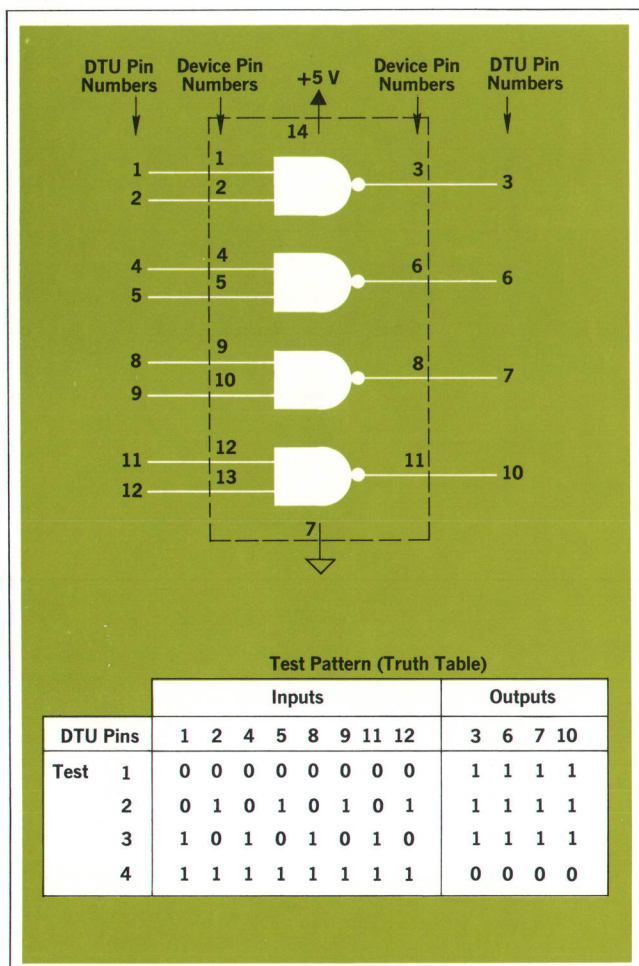 DTU Pin Numbers
Device Pin Numbers
+5 V
Device Pin Numbers
DTU Pin Numbers
14
1 1 3 3
2 2
4 4 6 6
5 5
8 9 8 7
9 10
11 12 11 10
12 13
7
Test Pattern (Truth Table)
Inputs Outputs
DTU Pins 1 2 4 5 8 9 11 12 3 6 7 10
Test 1 0 0 0 0 0 0 0 0 1 1 1 1
2 0 1 0 1 0 1 0 1 1 1 1 1
3 1 0 1 0 1 0 1 0 1 1 1 1
4 1 1 1 1 1 1 1 1 0 0 0 0